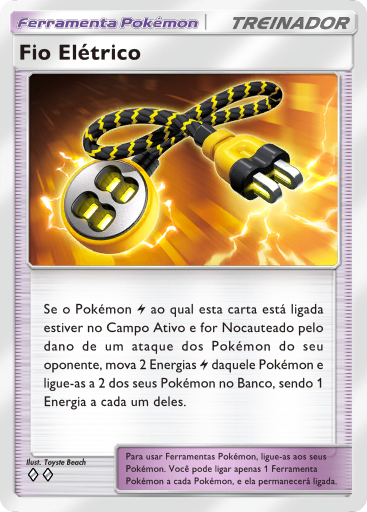 Ferramenta Pokémon
TREINADOR
Fio Elétrico
Se o Pokémon ao qual esta carta está ligada
estiver no Campo Ativo e for Nocauteado pelo
dano de um ataque dos Pokémon do seu
oponente, mova 2 Energias daquele Pokémon e
ligue-as a 2 dos seus Pokémon no Banco, sendo 1
Energia a cada um deles.
Ilust. Toyste Beach
Para usar Ferramentas Pokémon, ligue-as aos seus
Pokémon. Você pode ligar apenas 1 Ferramenta
Pokémon a cada Pokémon, e ela permanecerá ligada.